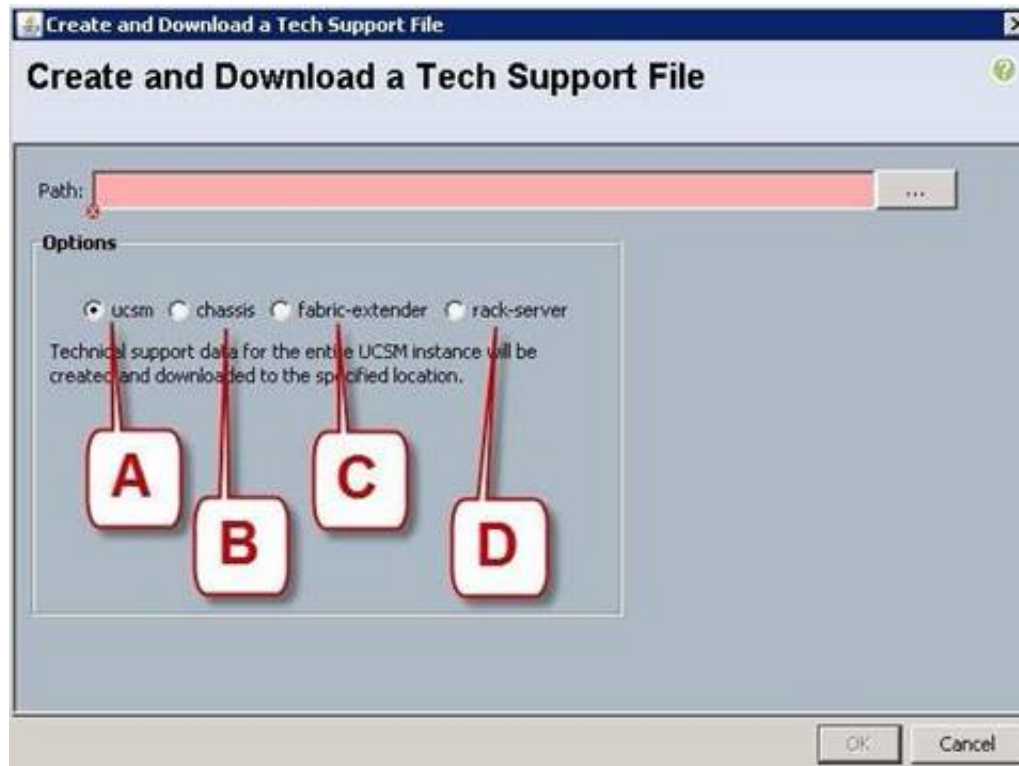 Create and Download a Tech Support File
Create and Download a Tech Support File
Path:
...
Options
ucsm chassis fabric-extender rack-server
Technical support data for the entire UCSM instance will be
created and downloaded to the specified location.
A
C
B
D
OK Cancel